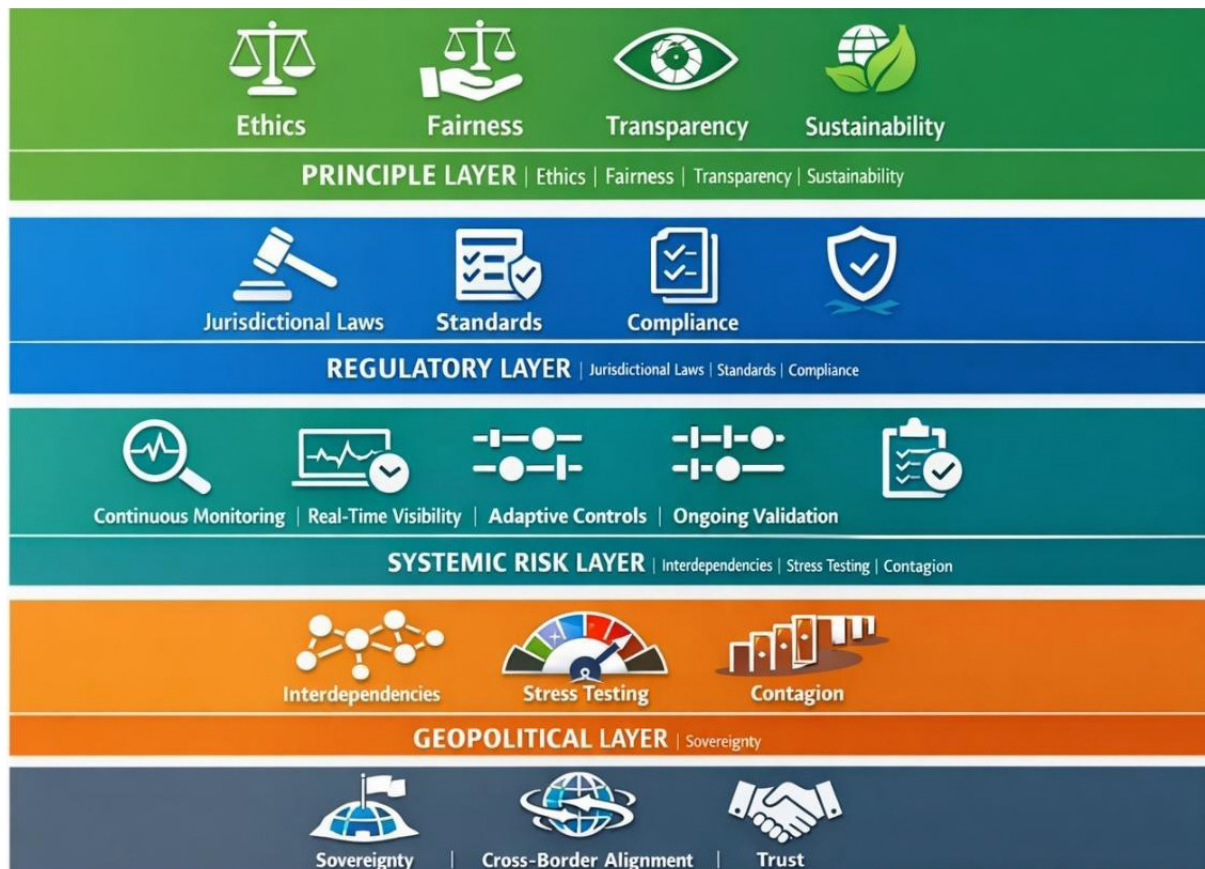 Ethics Fairness Transparency Sustainability
PRINCIPLE LAYER | Ethics | Fairness | Transparency | Sustainability
Jurisdictional Laws Standards Compliance
REGULATORY LAYER | Jurisdictional Laws | Standards | Compliance
Continuous Monitoring | Real-Time Visibility | Adaptive Controls | Ongoing Validation
SYSTEMIC RISK LAYER | Interdependencies | Stress Testing | Contagion
Interdependencies Stress Testing Contagion
GEOPOLITICAL LAYER | Sovereignty
Sovereignty | Cross-Border Alignment | Trust